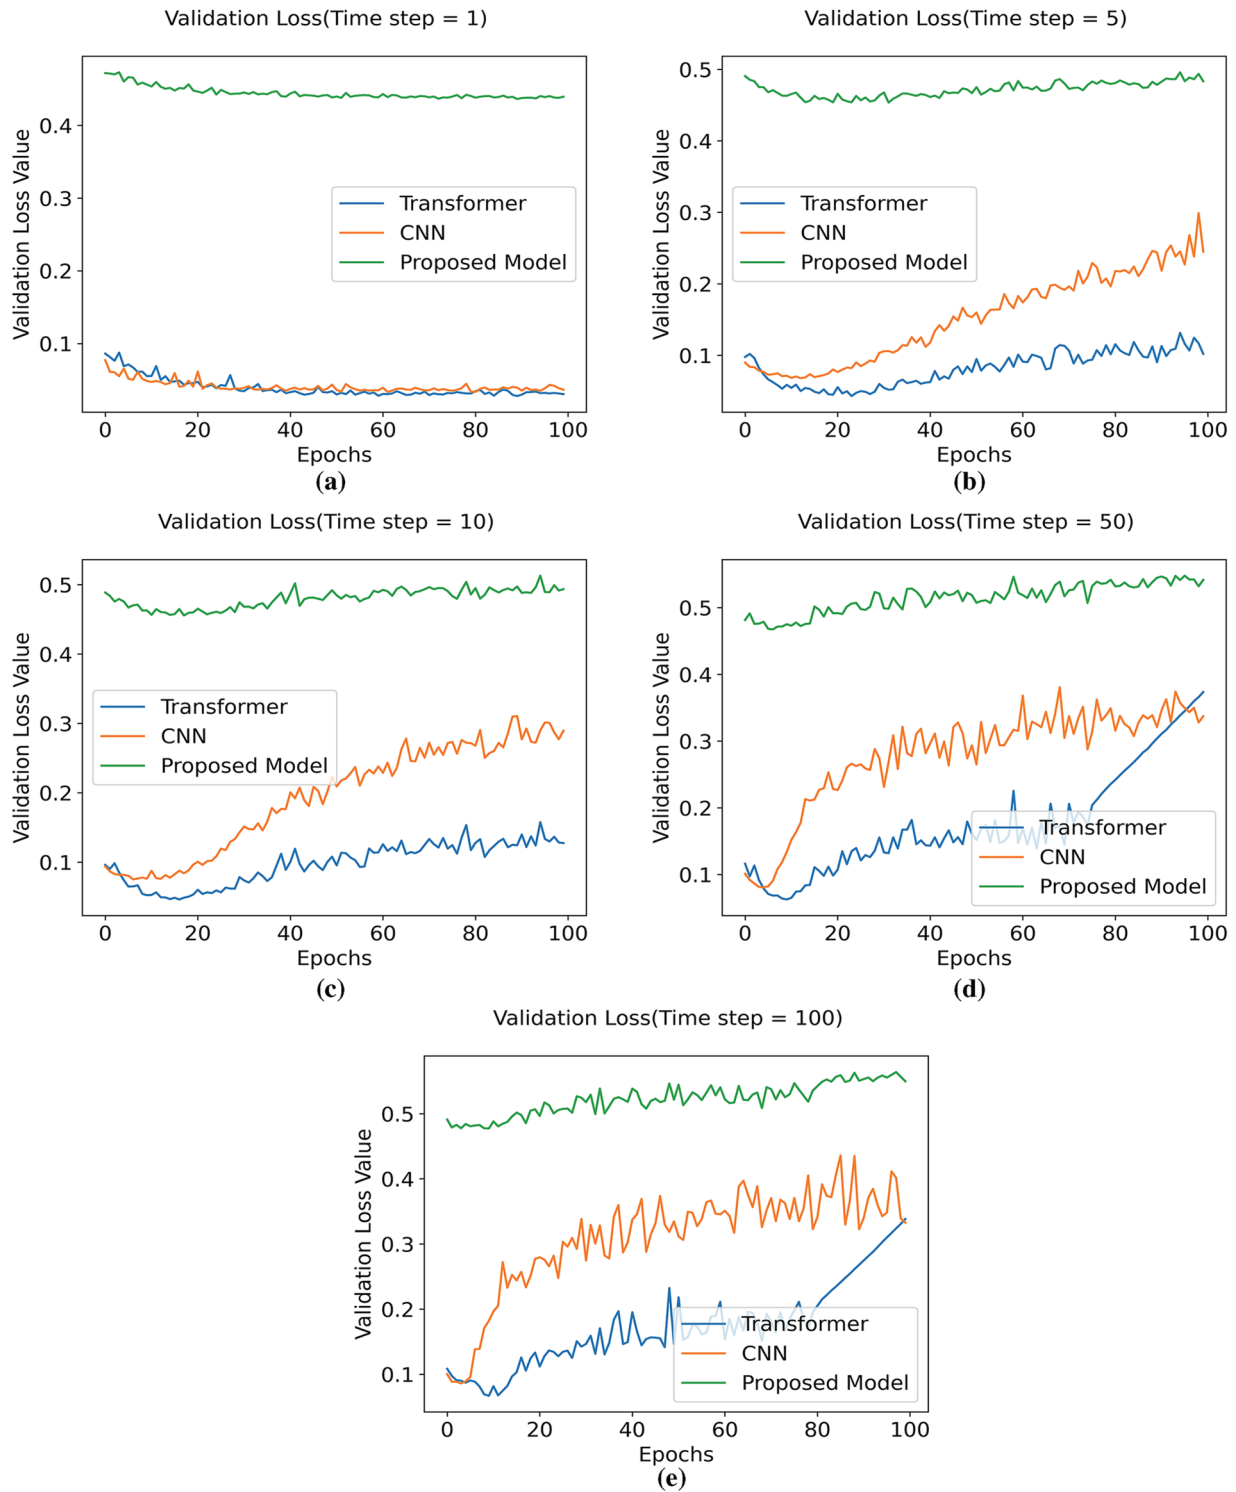 Validation Loss(Time step = 1)
Validation Loss Value
0.4
0.3
0.2
0.1
Transformer
CNN
Proposed Model
0 20 40 60 80 100
Epochs
(a)
Validation Loss(Time step = 5)
Validation Loss Value
0.5
0.4
0.3
0.2
0.1
Transformer
CNN
Proposed Model
0 20 40 60 80 100
Epochs
(b)
Validation Loss(Time step = 10)
Validation Loss Value
0.5
0.4
0.3
0.2
0.1
Transformer
CNN
Proposed Model
0 20 40 60 80 100
Epochs
(c)
Validation Loss(Time step = 50)
Validation Loss Value
0.5
0.4
0.3
0.2
0.1
Transformer
CNN
Proposed Model
0 20 40 60 80 100
Epochs
(d)
Validation Loss(Time step = 100)
Validation Loss Value
0.5
0.4
0.3
0.2
0.1
Transformer
CNN
Proposed Model
0 20 40 60 80 100
Epochs
(e)